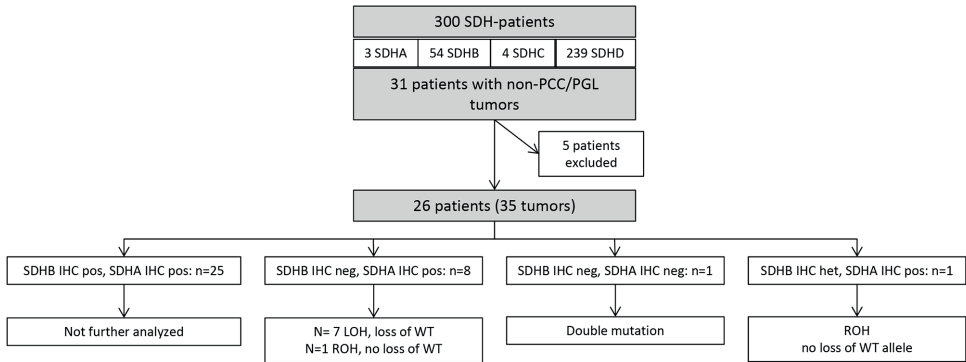 300 SDH-patients
3 SDHA
54 SDHB
4 SDHC
239 SDHD
31 patients with non-PCC/PGL
tumors
5 patients
excluded
26 patients (35 tumors)
SDHB IHC pos, SDHA IHC pos: n=25
SDHB IHC neg, SDHA IHC pos: n=8
SDHB IHC neg, SDHA IHC neg: n=1
SDHB IHC het, SDHA IHC pos: n=1
Not further analyzed
N= 7 LOH, loss of WT
N=1 ROH, no loss of WT
Double mutation
ROH
no loss of WT allele